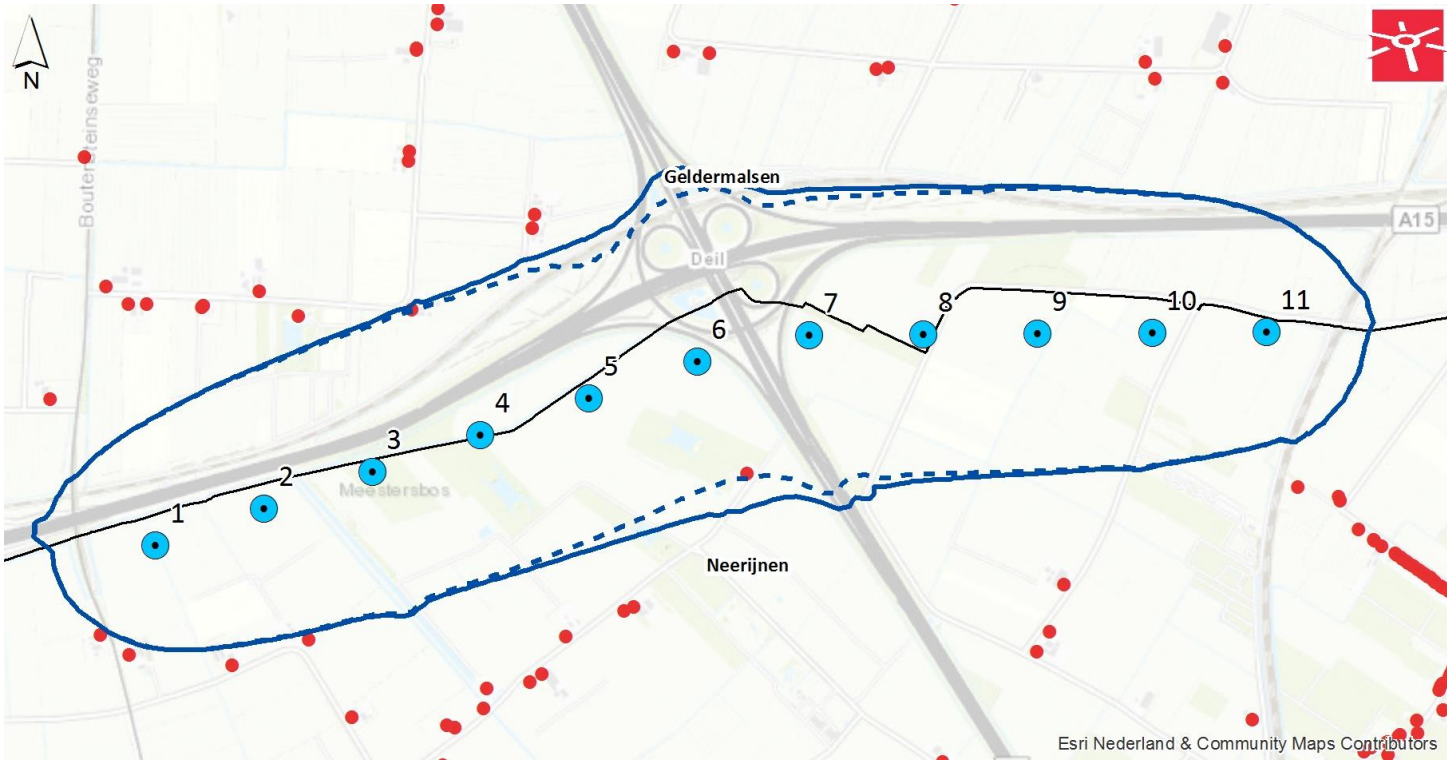 N
Boutersteinseweg
Geldermalsen
A15
Deil
7
8
9
10
11
6
5
4
3
Meestersbos
2
1
Neerijnen
Esri Nederland & Community Maps Contributors